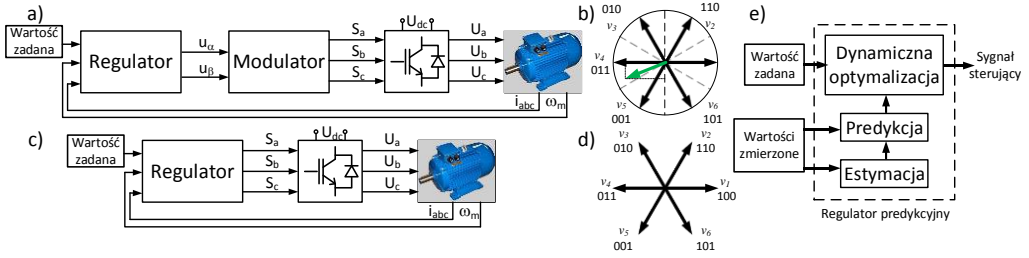 a)
Wartość
zadana
Regulator
uα
uβ
Modulator
Sa
Sb
Sc
Udc
Ua
Ub
Uc
iabc ωm
b)
010 110
v3 v2
v4
011
v5 v6
001 101
c)
Wartość
zadana
Regulator
Sa
Sb
Sc
Udc
Ua
Ub
Uc
iabc ωm
d)
v3 v2
010 110
v4 v1
011 100
v5 v6
001 101
e)
Wartość
zadana
Dynamiczna
optymalizacja
Sygnał
sterujący
Wartości
zmierzone
Predykcja
Estymacja
Regulator predykcyjny